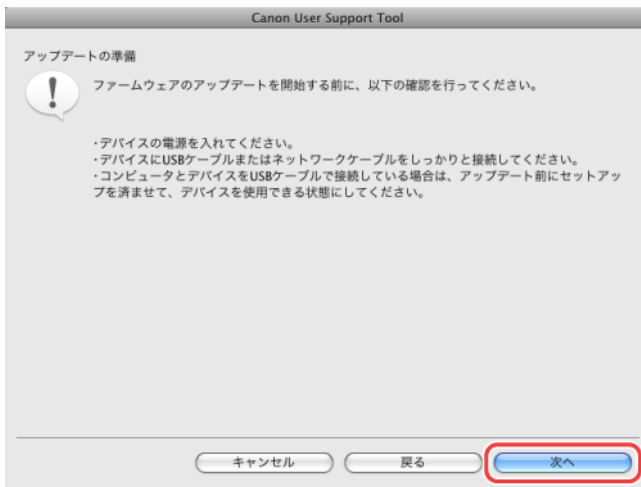 Canon User Support Tool
アップデートの準備
ファームウェアのアップデートを開始する前に、以下の確認を行ってください。
・デバイスの電源を入れてください。
・デバイスにUSBケーブルまたはネットワークケーブルをしっかりと接続してください。
・コンピュータとデバイスをUSBケーブルで接続している場合は、アップデート前にセットアッ
プを済ませて、デバイスを使用できる状態にしてください。
キャンセル 戻る 次へ